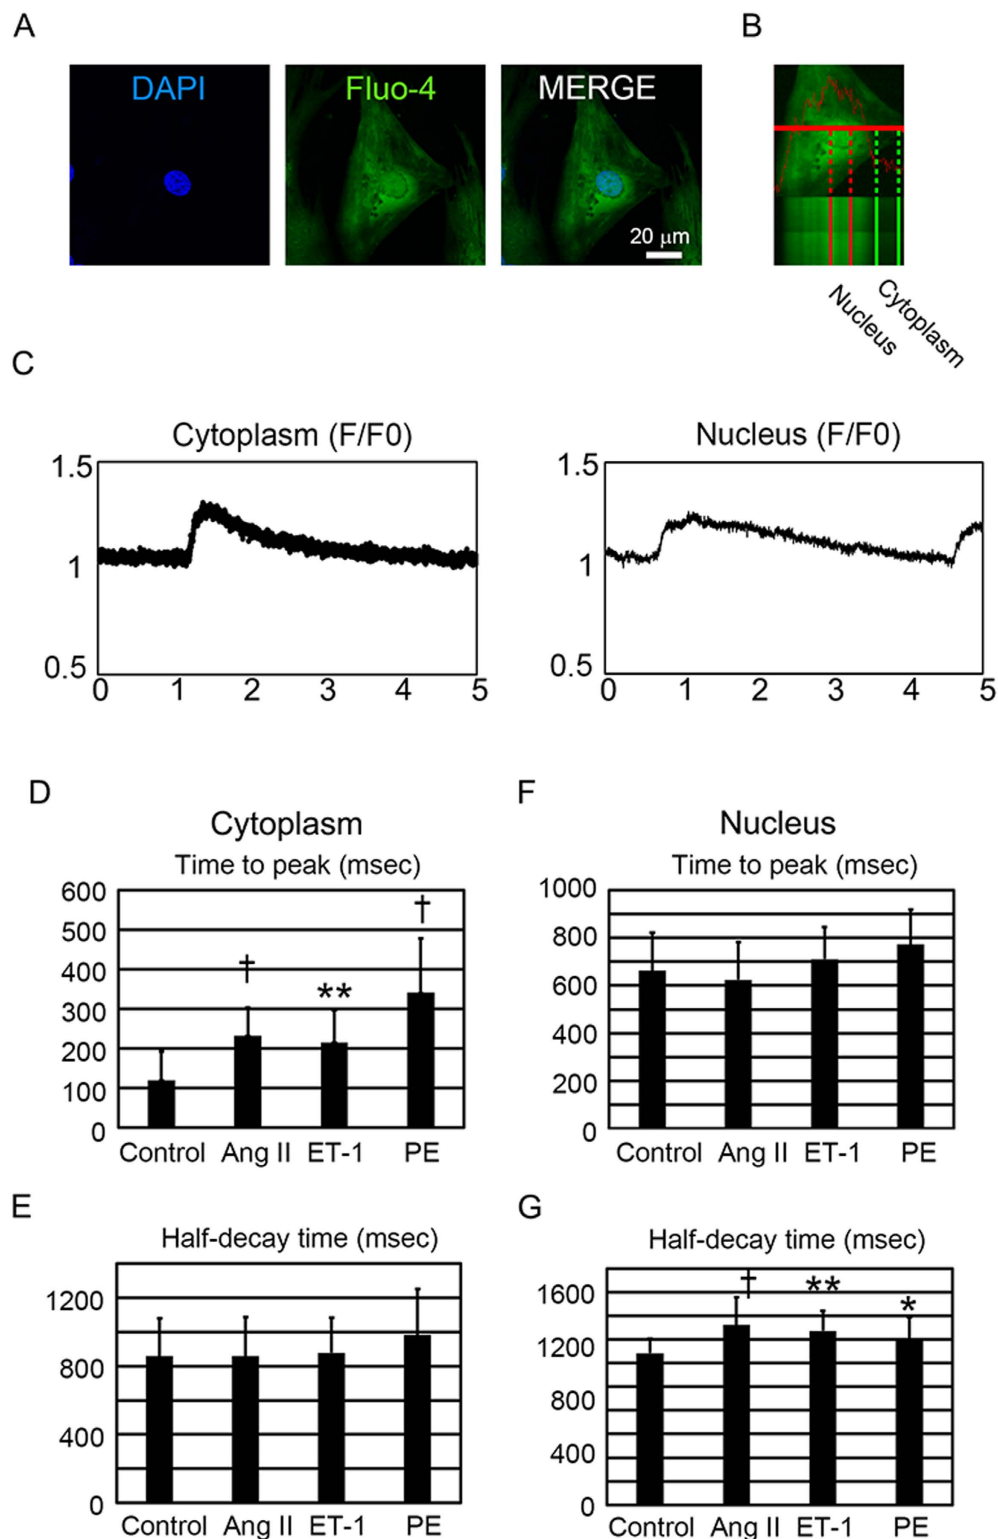 A
B
DAPI
Fluo-4
MERGE
20 μm
Nucleus
Cytoplasm
C
Cytoplasm (F/F0)
1.5
1
0.5
0 1 2 3 4 5
Nucleus (F/F0)
1.5
1
0.5
0 1 2 3 4 5
D
Cytoplasm
Time to peak (msec)
600
500
400
300
200
100
0
†
**
†
Control Ang II ET-1 PE
F
Nucleus
Time to peak (msec)
1000
800
600
400
200
0
Control Ang II ET-1 PE
E
Half-decay time (msec)
1200
800
400
0
Control Ang II ET-1 PE
G
Half-decay time (msec)
1600
1200
800
400
0
†
**
*
Control Ang II ET-1 PE